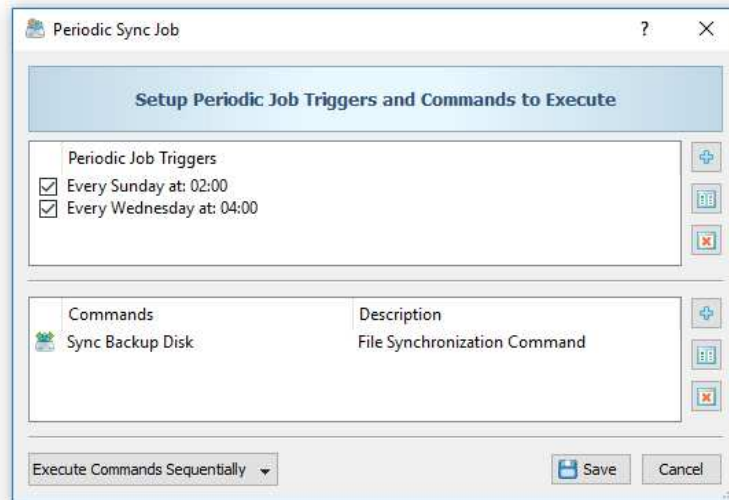 Periodic Sync Job
?
Setup Periodic Job Triggers and Commands to Execute
Periodic Job Triggers
Every Sunday at: 02:00
Every Wednesday at: 04:00
Commands Description
Sync Backup Disk File Synchronization Command
Execute Commands Sequentially Save Cancel